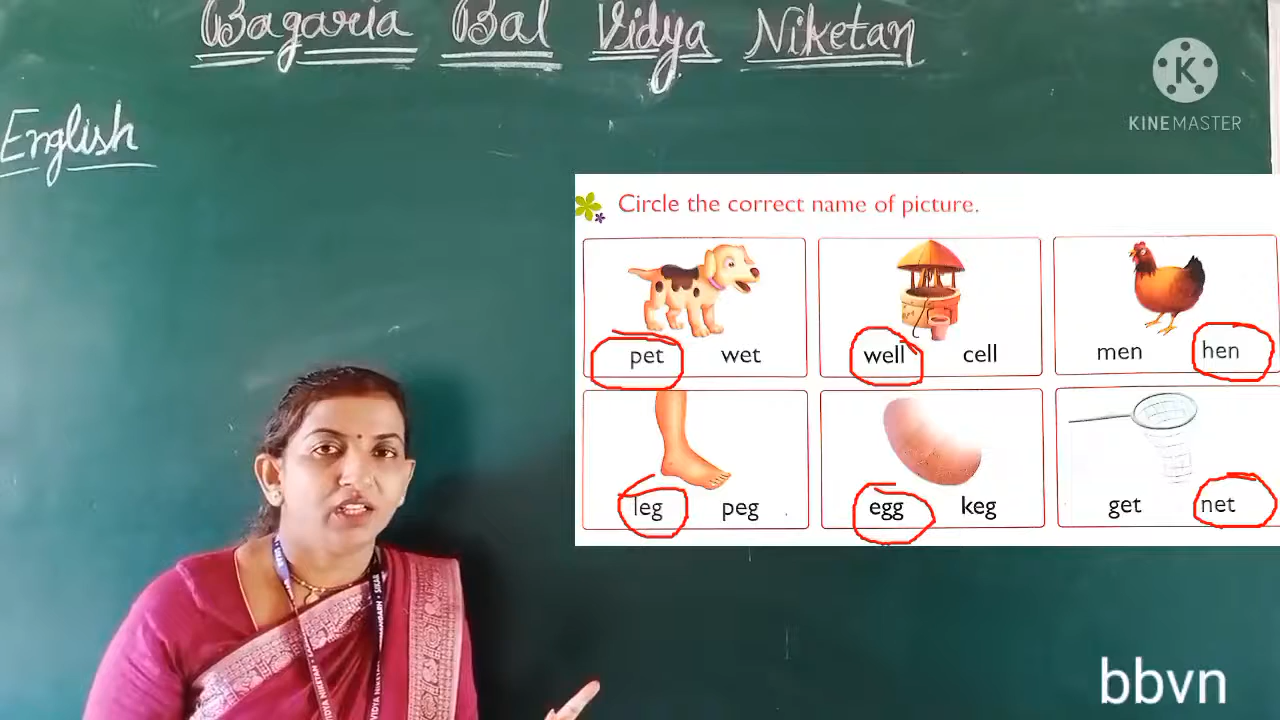 Bagaria Bal Vidya Niketan
KINEMASTER
English
Circle the correct name of picture.
pet wet
well cell
men hen
leg peg
egg keg
get net
bbvn